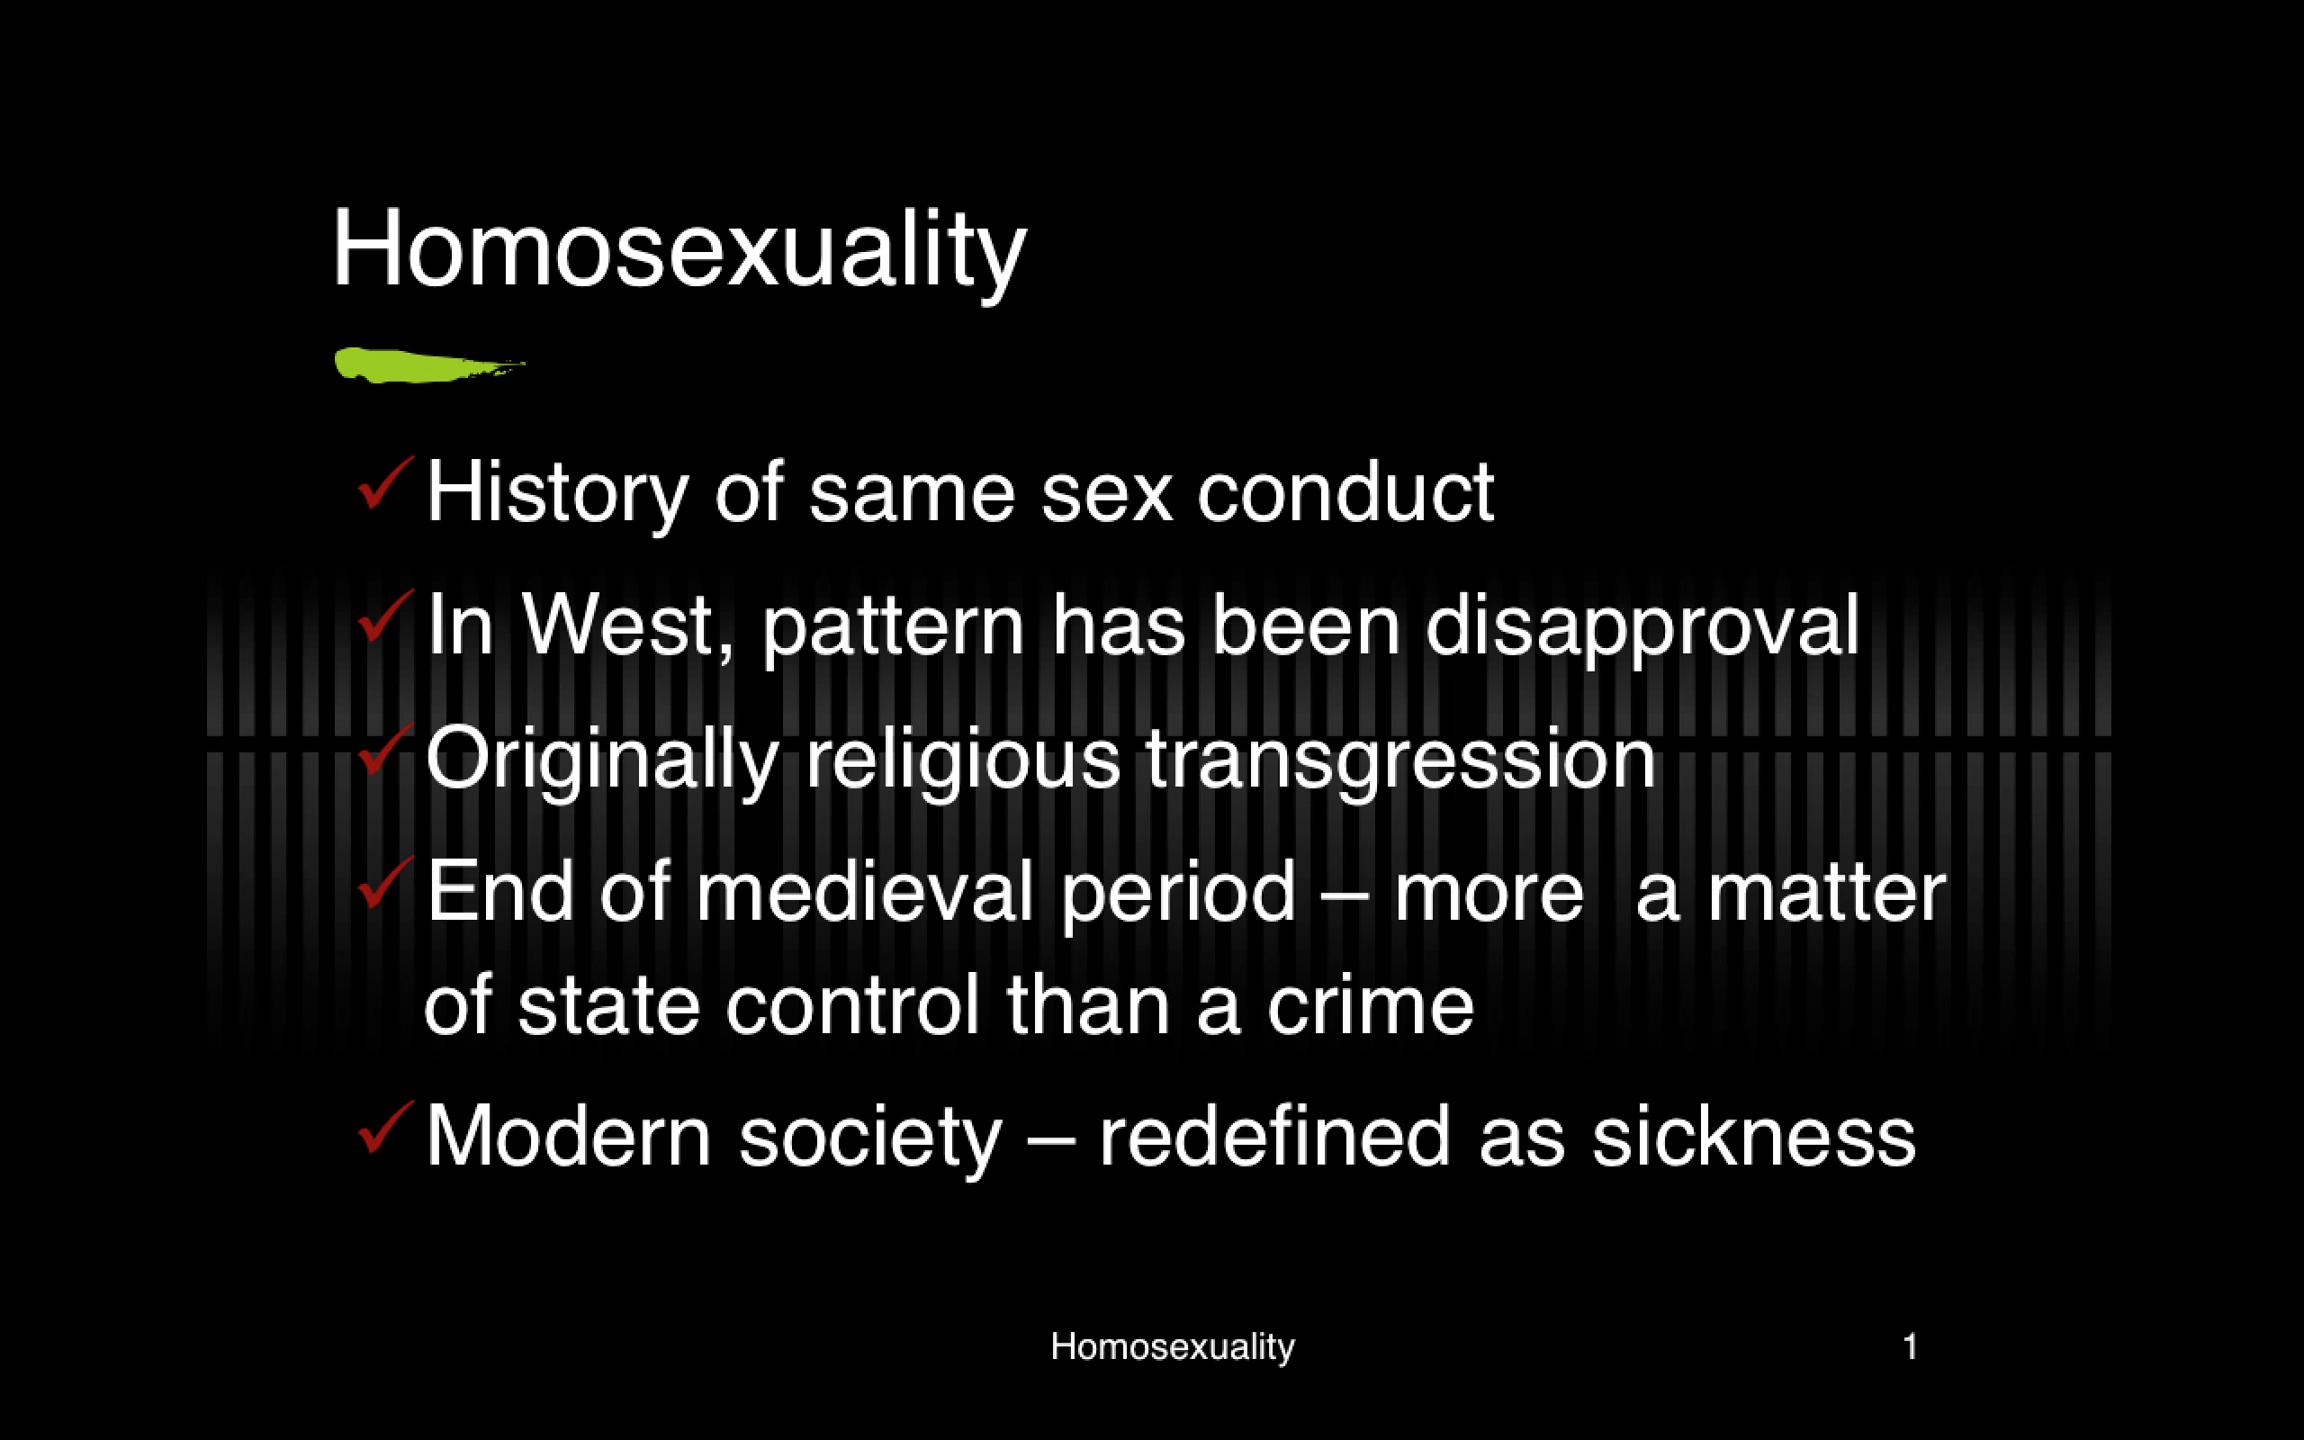 Homosexuality
History of same sex conduct
In West, pattern has been disapproval
Originally religious transgression
End of medieval period – more  a matter
of state control than a crime
Modern society – redefined as sickness
Homosexuality
1